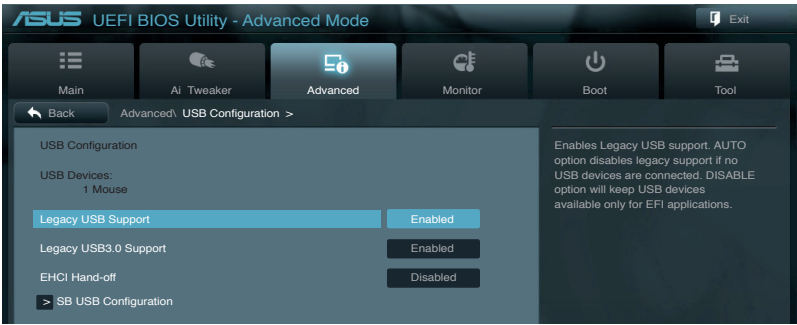 ASUS UEFI BIOS Utility - Advanced Mode
Exit
Main
Ai Tweaker
Advanced
Monitor
Boot
Tool
Back
Advanced\ USB Configuration >
USB Configuration
USB Devices:
1 Mouse
Legacy USB Support Enabled
Legacy USB3.0 Support Enabled
EHCI Hand-off Disabled
> SB USB Configuration
Enables Legacy USB support. AUTO
option disables legacy support if no
USB devices are connected. DISABLE
option will keep USB devices
available only for EFI applications.